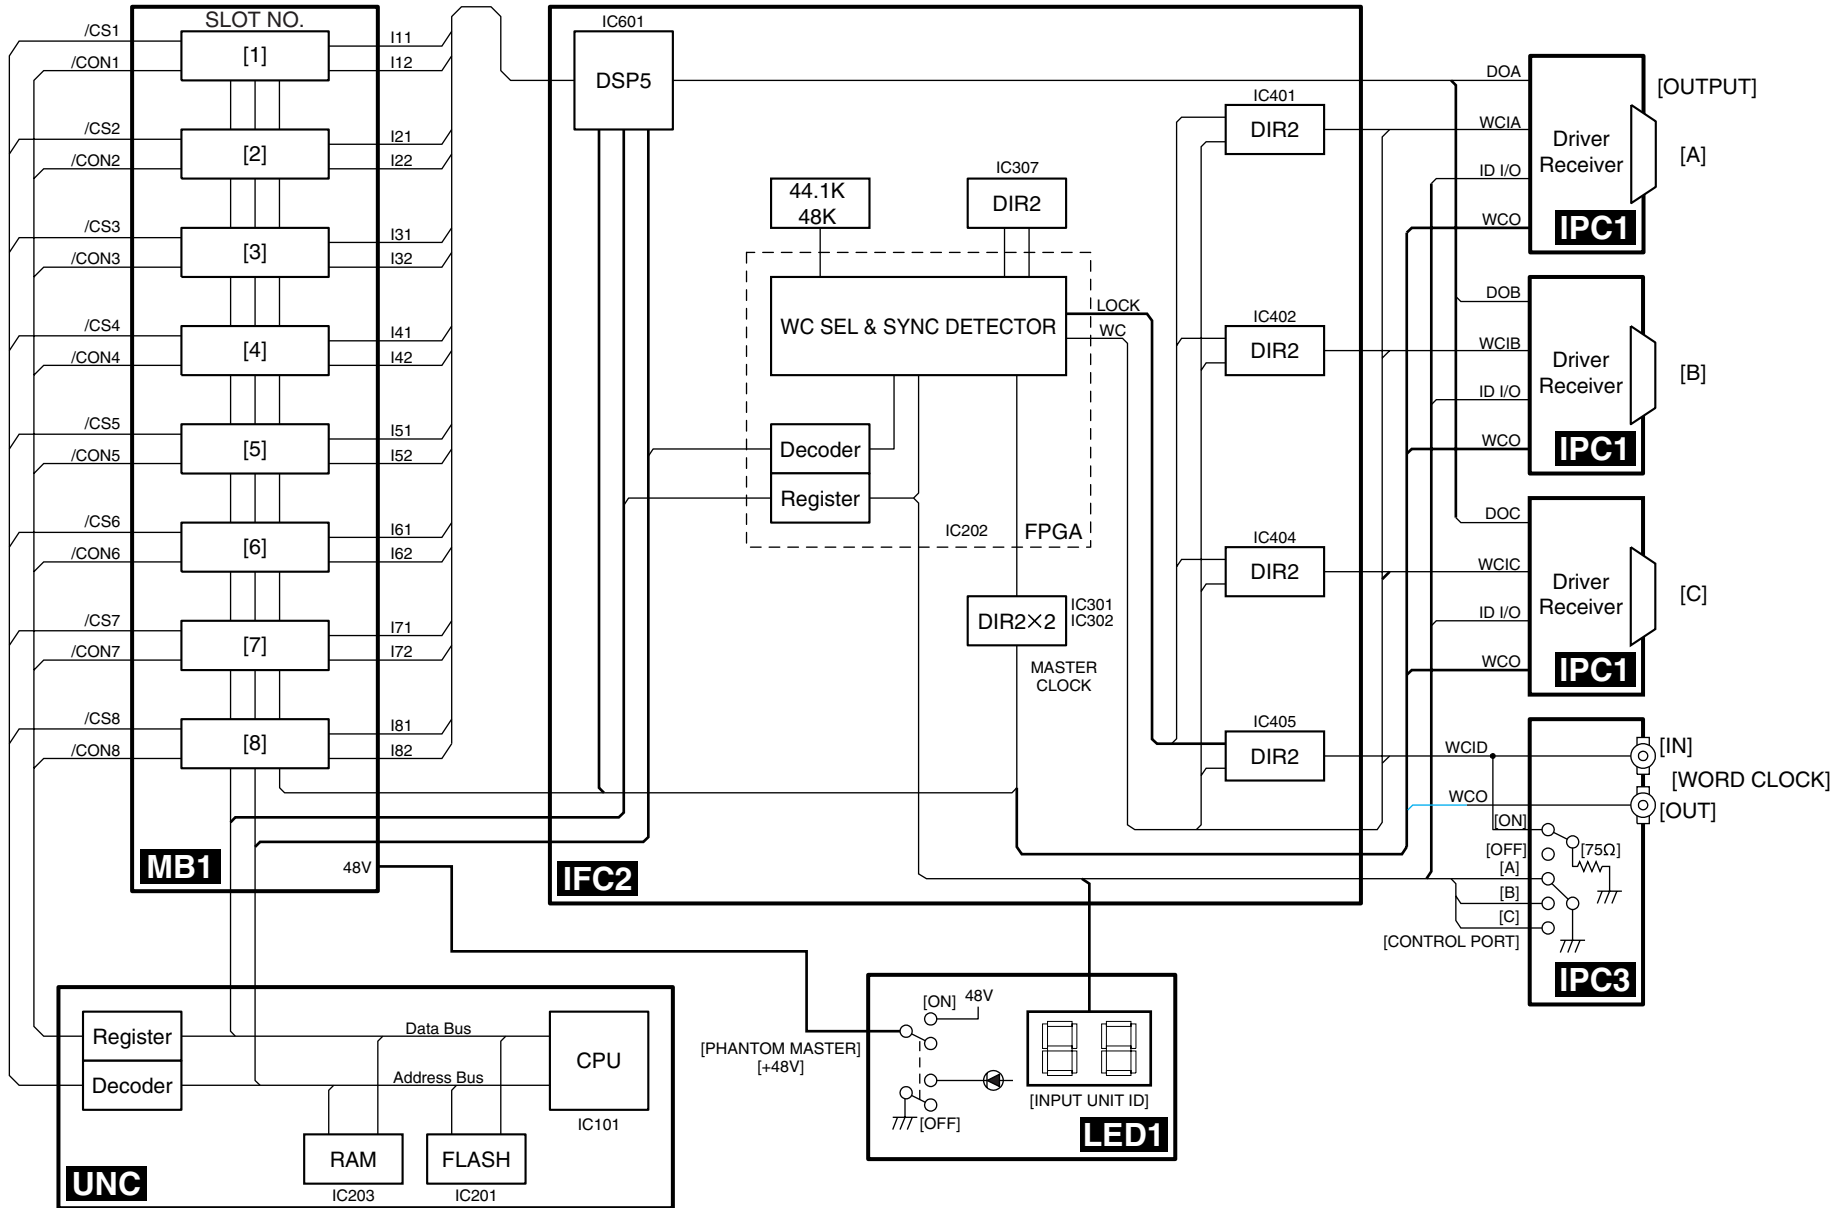 SLOT NO.
/CS1
/CON1
[1]
I11
I12
/CS2
/CON2
[2]
I21
I22
/CS3
/CON3
[3]
I31
I32
/CS4
/CON4
[4]
I41
I42
/CS5
/CON5
[5]
I51
I52
/CS6
/CON6
[6]
I61
I62
/CS7
/CON7
[7]
I71
I72
/CS8
/CON8
[8]
I81
I82
48V
MB1
IC601
DSP5
44.1K
48K
IC307
DIR2
WC SEL & SYNC DETECTOR
LOCK
WC
Decoder
Register
IC202
FPGA
DIR2×2
IC301
IC302
MASTER
CLOCK
IC401
DIR2
IC402
DIR2
IC404
DIR2
IC405
DIR2
IFC2
DOA
WCIA
ID I/O
WCO
Driver
Receiver
IPC1
[OUTPUT]
[A]
DOB
WCIB
ID I/O
WCO
Driver
Receiver
IPC1
[B]
DOC
WCIC
ID I/O
WCO
Driver
Receiver
IPC1
[C]
WCID
WCO
[IN]
[WORD CLOCK]
[OUT]
[ON]
[OFF]
[75Ω]
[A]
[B]
[C]
[CONTROL PORT]
IPC3
Register
Decoder
Data Bus
Address Bus
CPU
IC101
RAM
IC203
FLASH
IC201
UNC
[PHANTOM MASTER]
[+48V]
[ON]
48V
[OFF]
88
[INPUT UNIT ID]
LED1